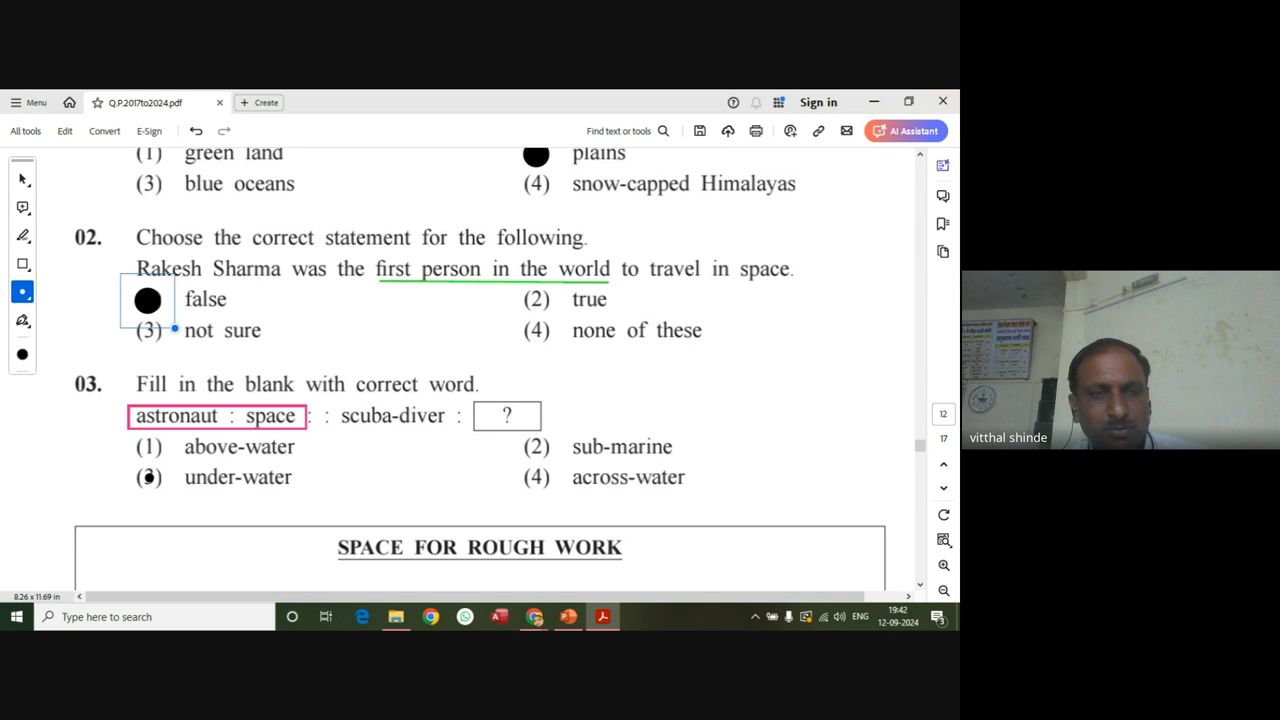 Menu Q.P.2017to2024.pdf Create Sign in
All tools Edit Convert E-Sign Find text or tools AI Assistant
(1) green land plains
(3) blue oceans (4) snow-capped Himalayas
02. Choose the correct statement for the following.
Rakesh Sharma was the first person in the world to travel in space.
false (2) true
(3) not sure (4) none of these
03. Fill in the blank with correct word.
astronaut : space : : scuba-diver : ?
(1) above-water (2) sub-marine
(3) under-water (4) across-water
SPACE FOR ROUGH WORK
12
17
8.26 x 11.69 in
Type here to search ENG 19:42
12-09-2024 3
vitthal shinde